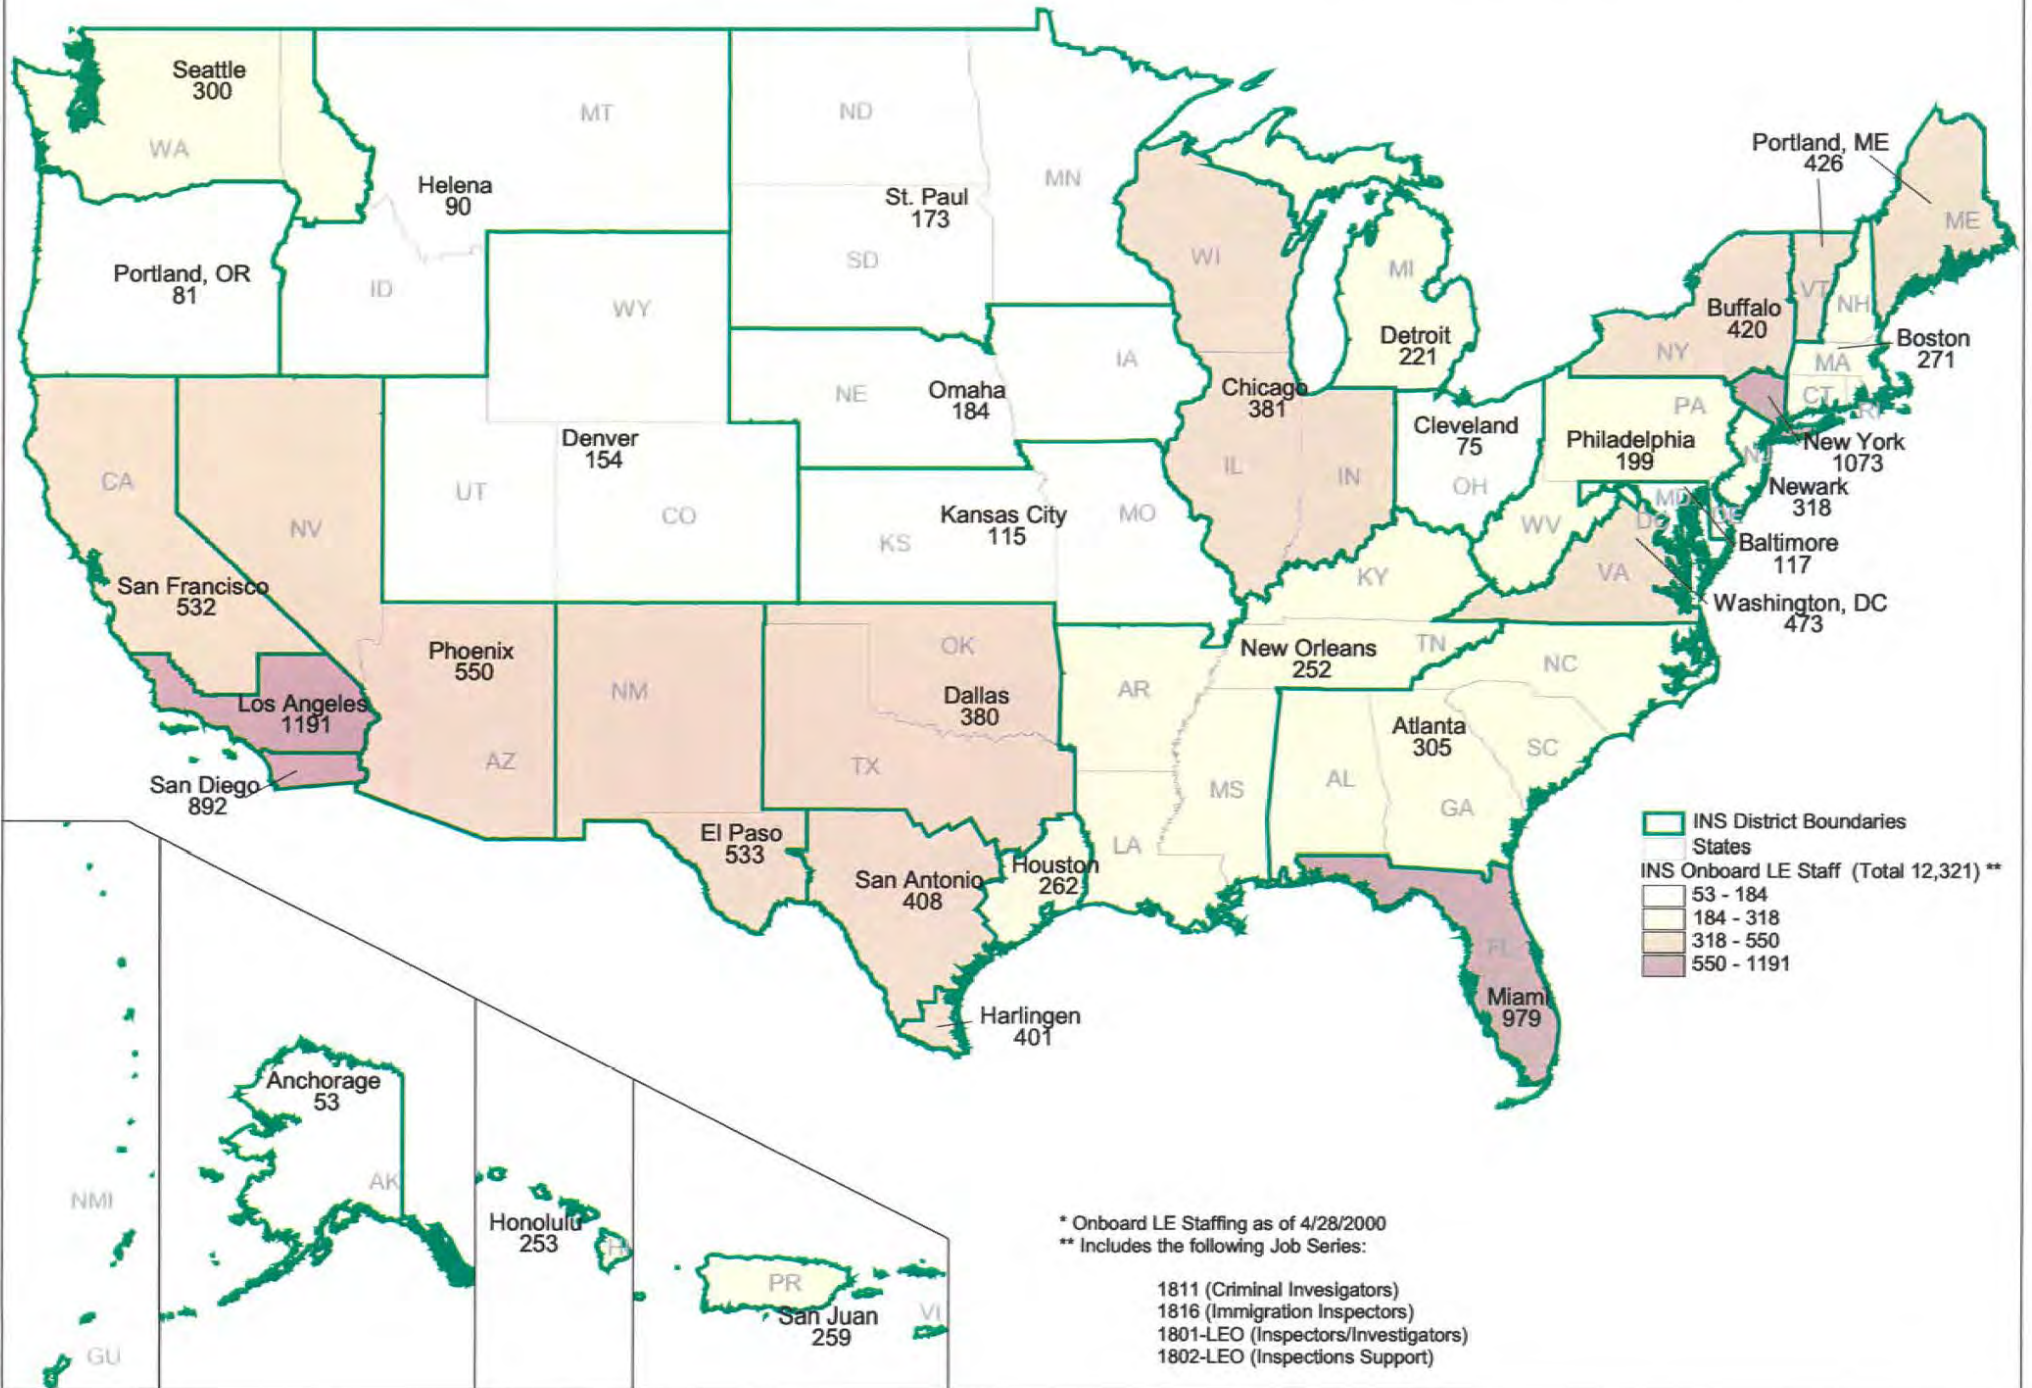 Seattle
300
WA
MT
ND
MN
Helena
90
St. Paul
173
SD
Portland, OR
81
ID
WY
WI
MI
Detroit
221
Portland, ME
426
ME
VT
NH
Buffalo
420
NY
Boston
271
MA
CT
RI
IA
NE
Omaha
184
Chicago
381
Cleveland
75
OH
PA
Philadelphia
199
New York
1073
NJ
Newark
318
MD
DE
DC
Baltimore
117
Washington, DC
473
VA
WV
KY
IL
IN
Denver
154
UT
CO
Kansas City
115
KS
MO
CA
NV
San Francisco
532
Los Angeles
1191
San Diego
892
Phoenix
550
AZ
NM
OK
Dallas
380
TX
AR
New Orleans
252
TN
NC
Atlanta
305
SC
MS
AL
GA
LA
El Paso
533
San Antonio
408
Houston
262
Harlingen
401
FL
Miami
979
INS District Boundaries
States
INS Onboard LE Staff (Total 12,321) **
53 - 184
184 - 318
318 - 550
550 - 1191
Anchorage
53
AK
NMI
GU
Honolulu
253
HI
PR
San Juan
259
VI
* Onboard LE Staffing as of 4/28/2000
** Includes the following Job Series:
1811 (Criminal Invesigators)
1816 (Immigration Inspectors)
1801-LEO (Inspectors/Investigators)
1802-LEO (Inspections Support)